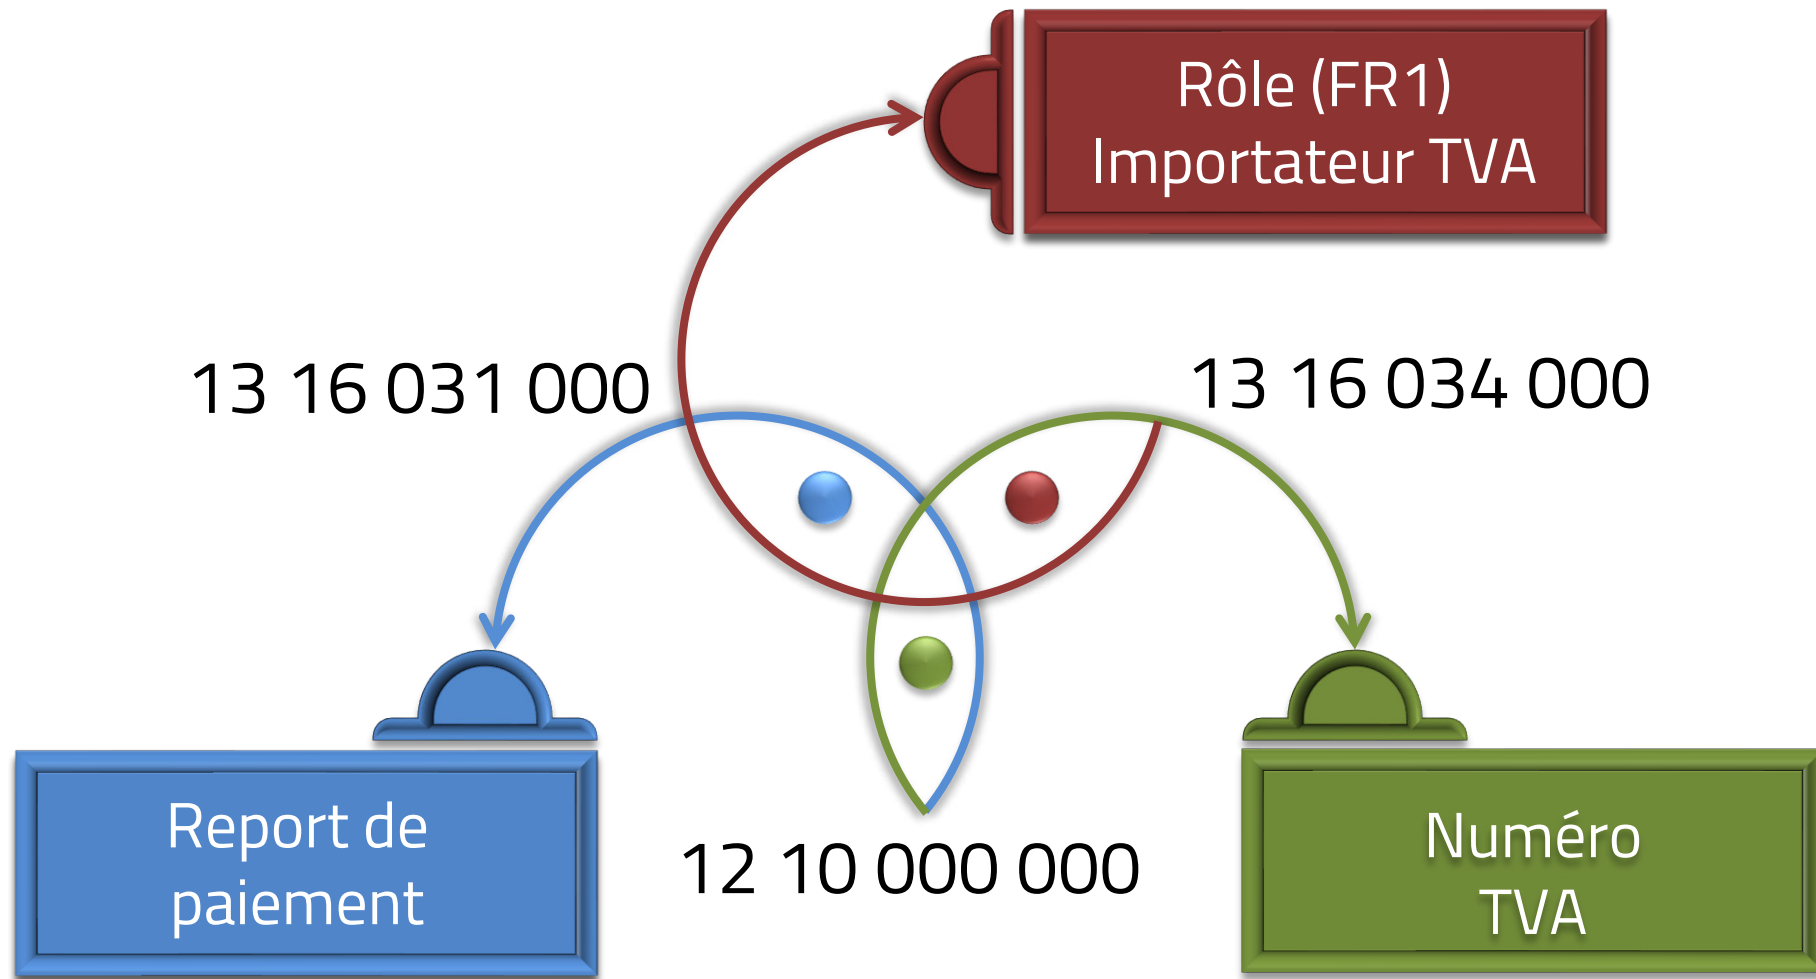 Rôle (FR1)
Importateur TVA
13 16 031 000
13 16 034 000
Report de
paiement
12 10 000 000
Numéro
TVA